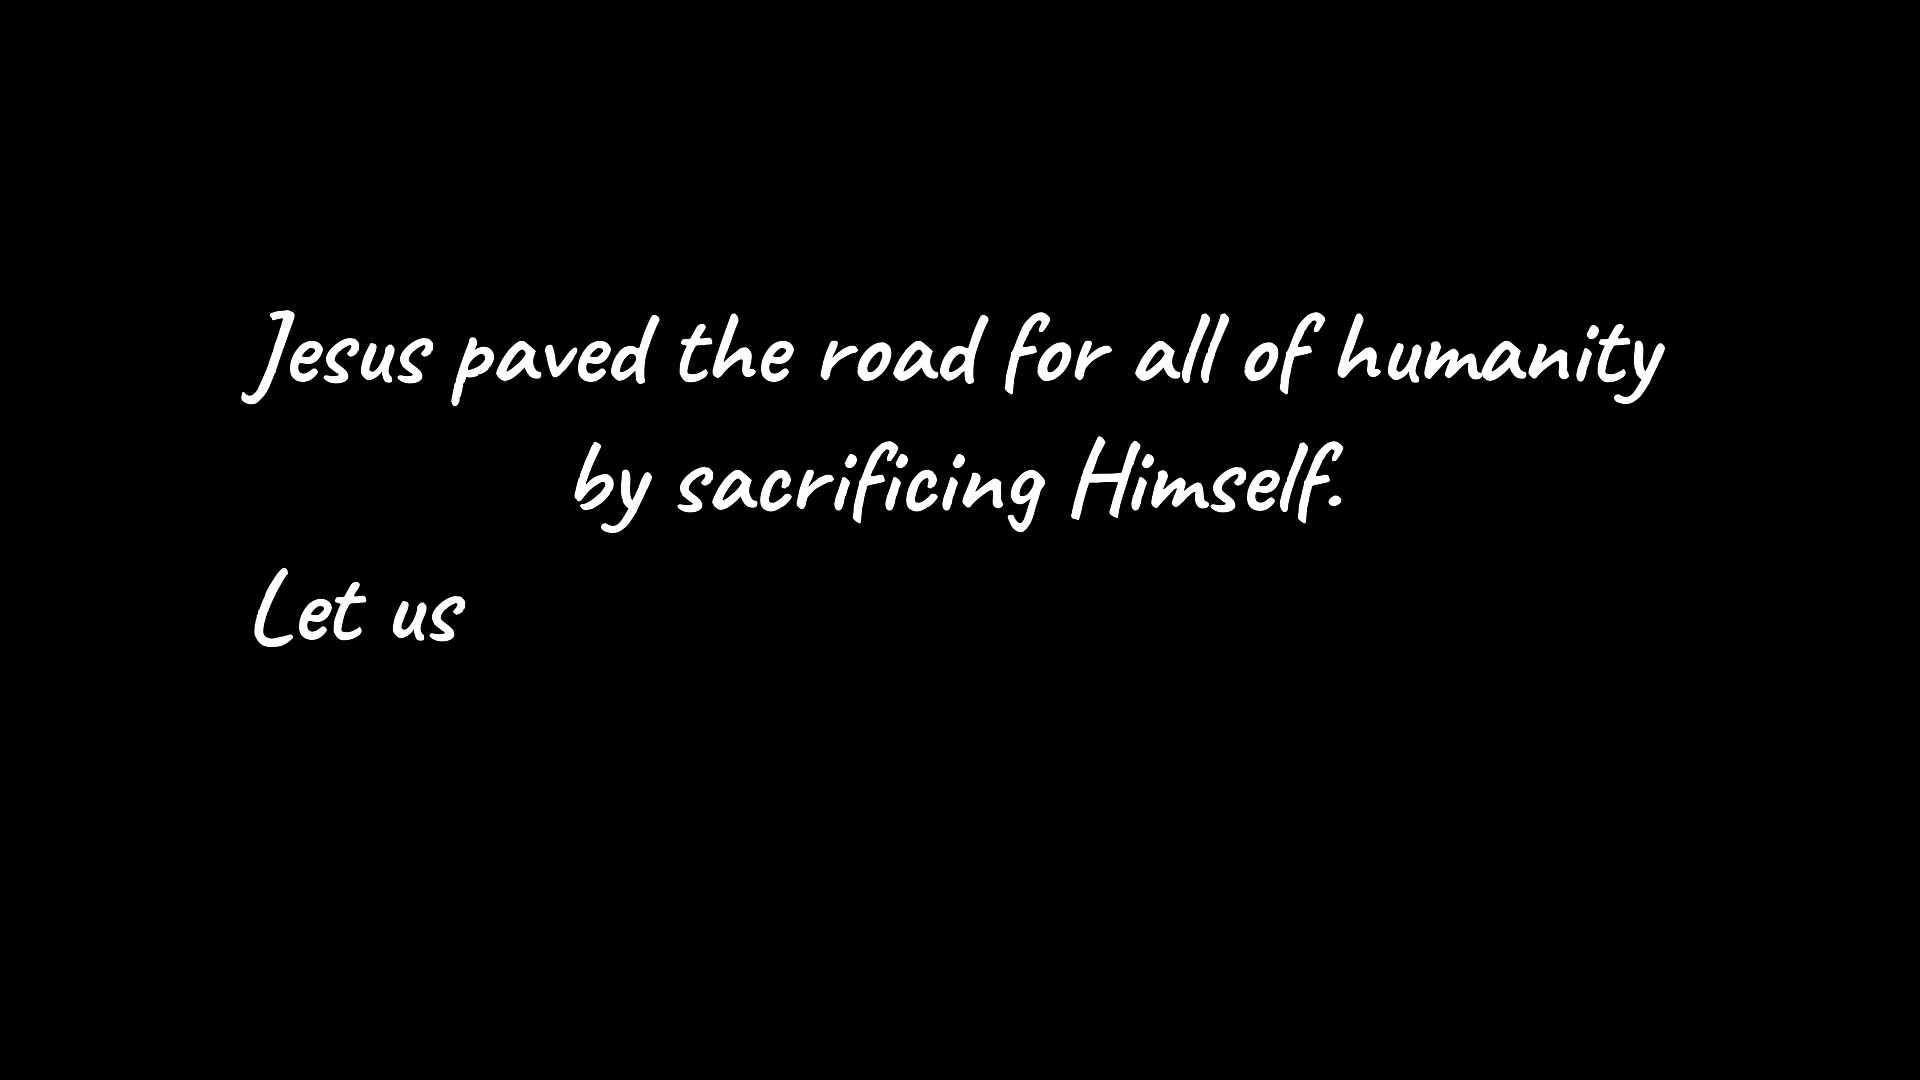 Jesus paved the road for all of humanity
by sacrificing Himself.
Let us